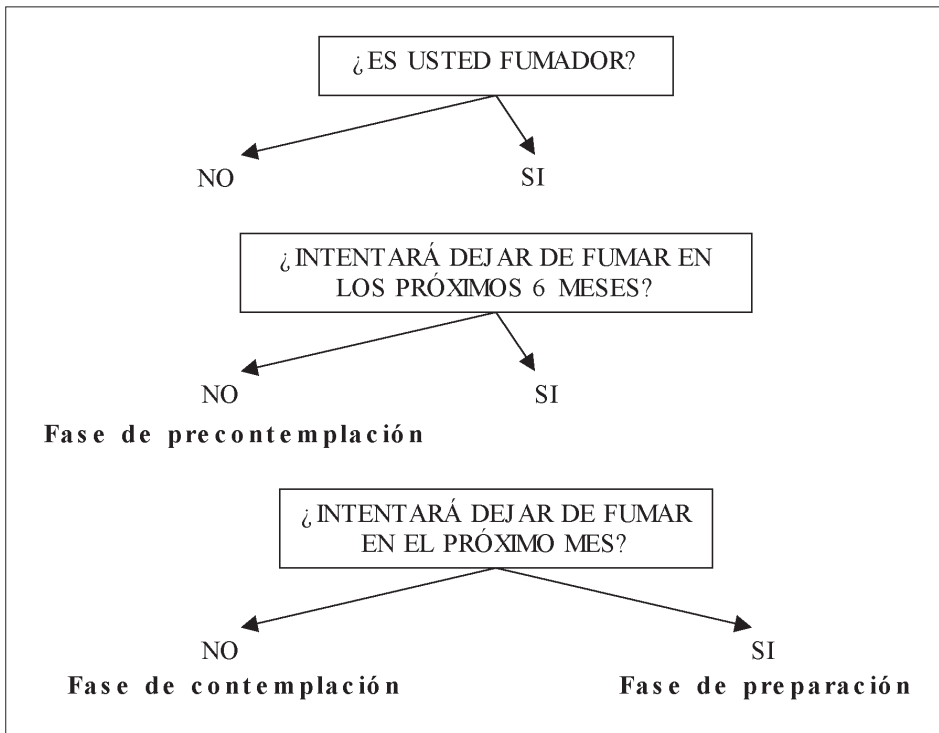 ¿ES USTED FUMADOR?
NO
SI
¿INTENTARÁ DEJAR DE FUMAR EN
LOS PRÓXIMOS 6 MESES?
NO
SI
Fase de precontemplación
¿INTENTARÁ DEJAR DE FUMAR
EN EL PRÓXIMO MES?
NO
SI
Fase de contemplación
Fase de preparación